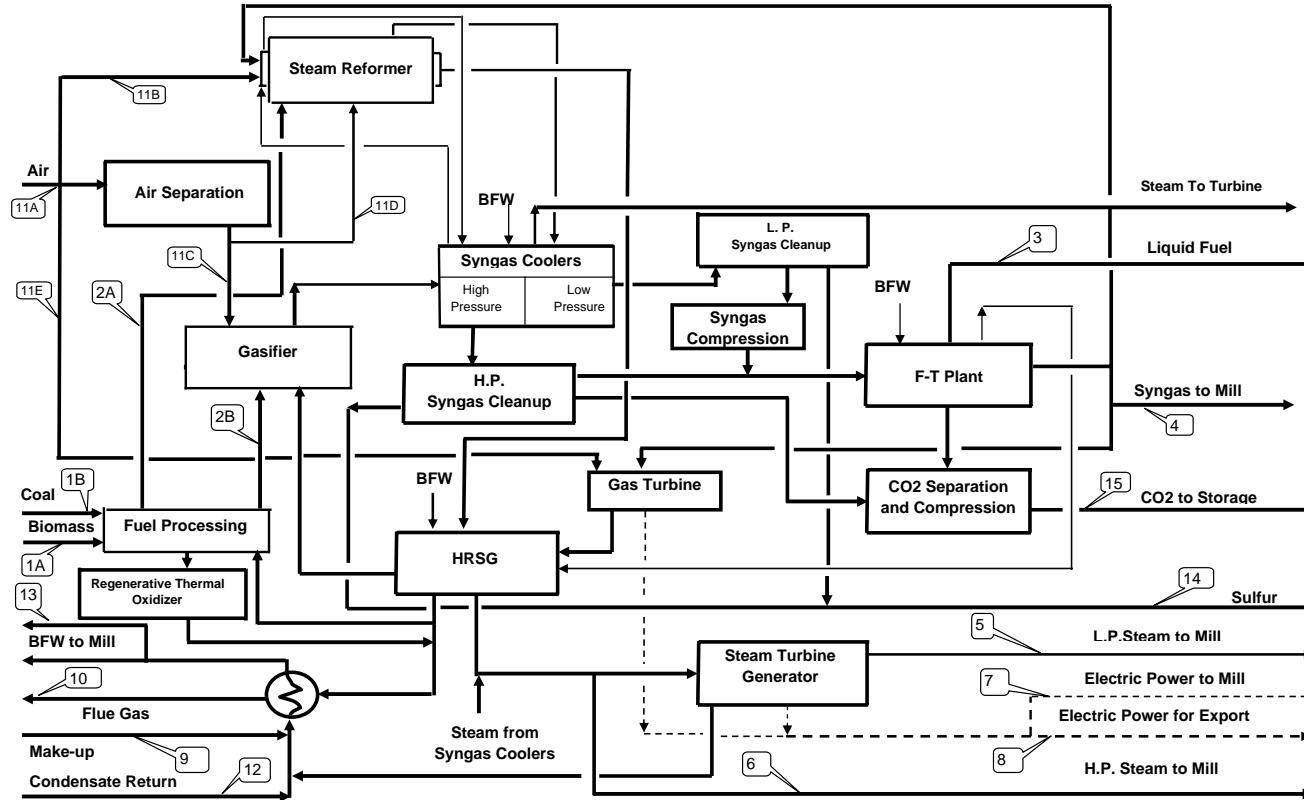 Steam Reformer
11B
Air
Air Separation
11A
11D
BFW
Steam To Turbine
L. P.
Syngas Cleanup
3
Liquid Fuel
11C
Syngas Coolers
High
Pressure
Low
Pressure
11E
2A
BFW
Syngas
Compression
Gasifier
H.P.
Syngas Cleanup
F-T Plant
Syngas to Mill
4
2B
1B
Coal
BFW
Gas Turbine
CO2 Separation
and Compression
15
CO2 to Storage
Biomass
Fuel Processing
1A
HRSG
Regenerative Thermal
Oxidizer
13
14
Sulfur
BFW to Mill
5
L.P.Steam to Mill
Steam Turbine
Generator
10
7
Electric Power to Mill
Flue Gas
Electric Power for Export
Steam from
Syngas Coolers
Make-up
9
8
Condensate Return
12
6
H.P. Steam to Mill